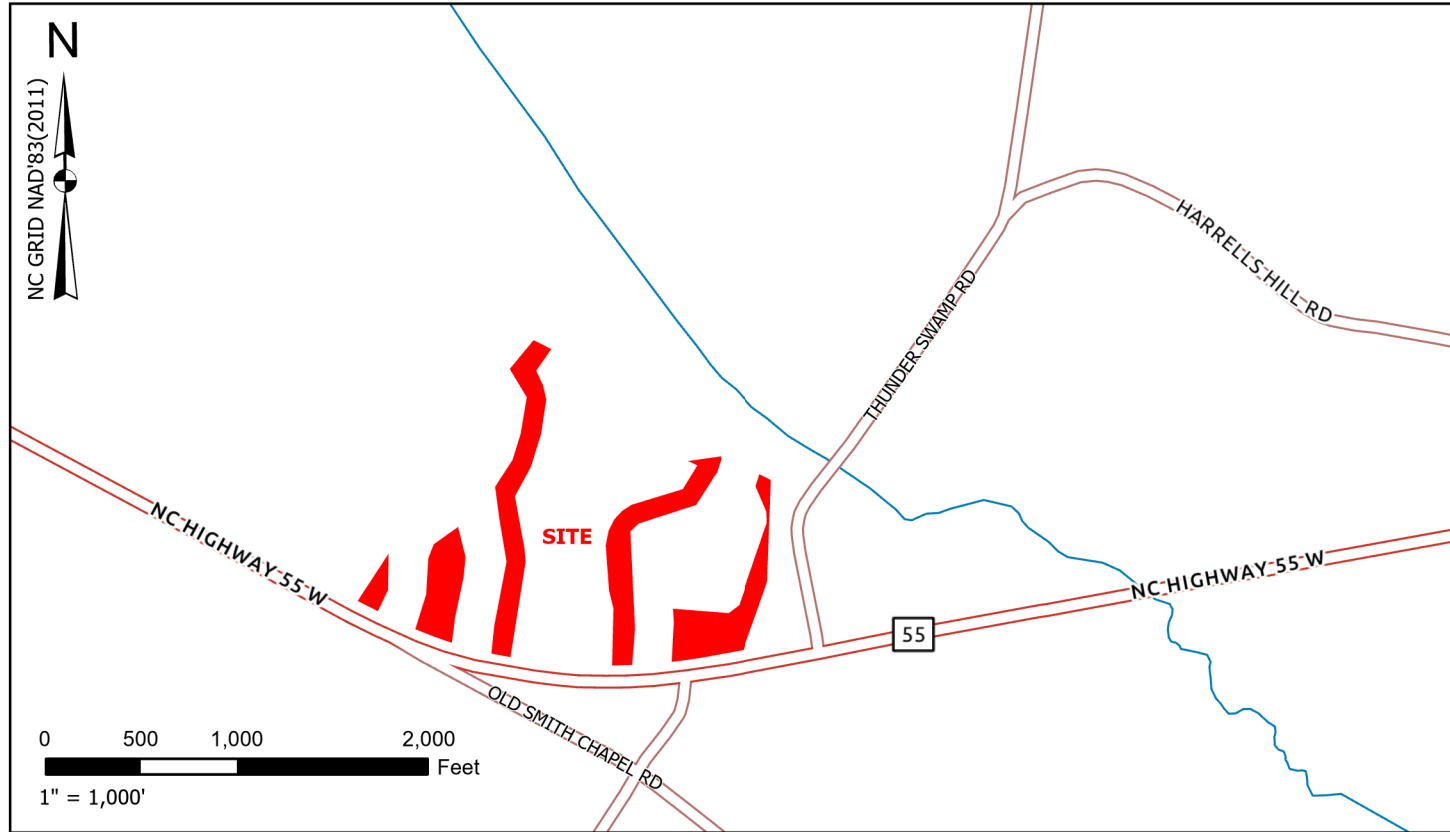 N
NC GRID NAD'83(2011)
HARRELLS HILL RD
THUNDER SWAMP RD
NC HIGHWAY 55 W
SITE
NC HIGHWAY 55 W
55
OLD SMITH CHAPEL RD
0 500 1,000 2,000
Feet
1" = 1,000'